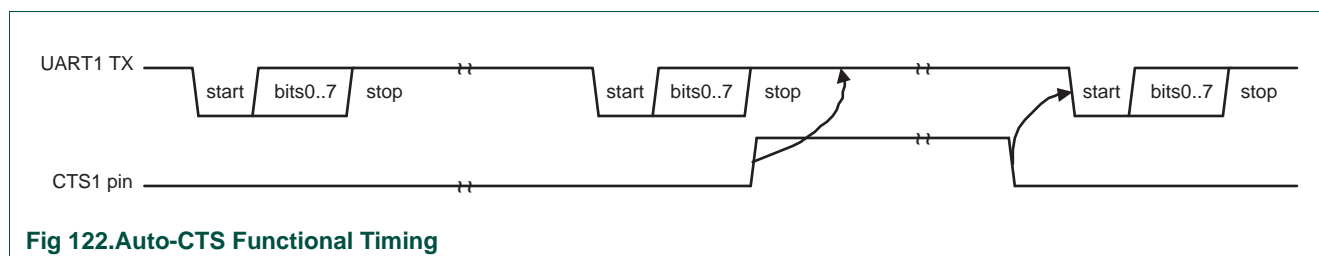 UART1 TX
start bits0..7 stop start bits0..7 stop start bits0..7 stop
CTS1 pin
Fig 122.Auto-CTS Functional Timing